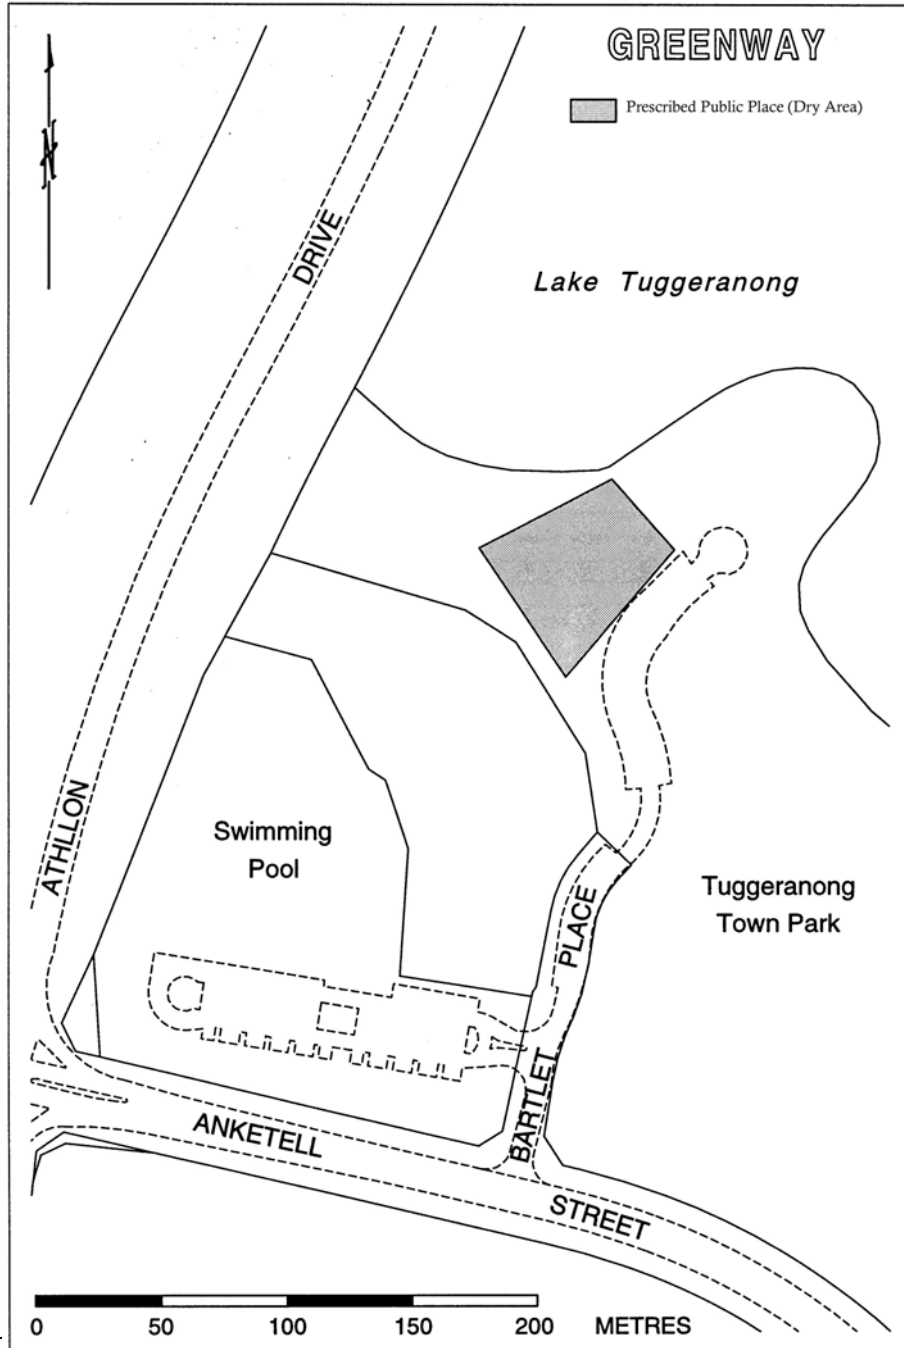 GREENWAY
Prescribed Public Place (Dry Area)
N
DRIVE
Lake Tuggeranong
ATHLLON
Swimming
Pool
PLACE
Tuggeranong
Town Park
BARTLET
ANKETELL
STREET
0 50 100 150 200 METRES